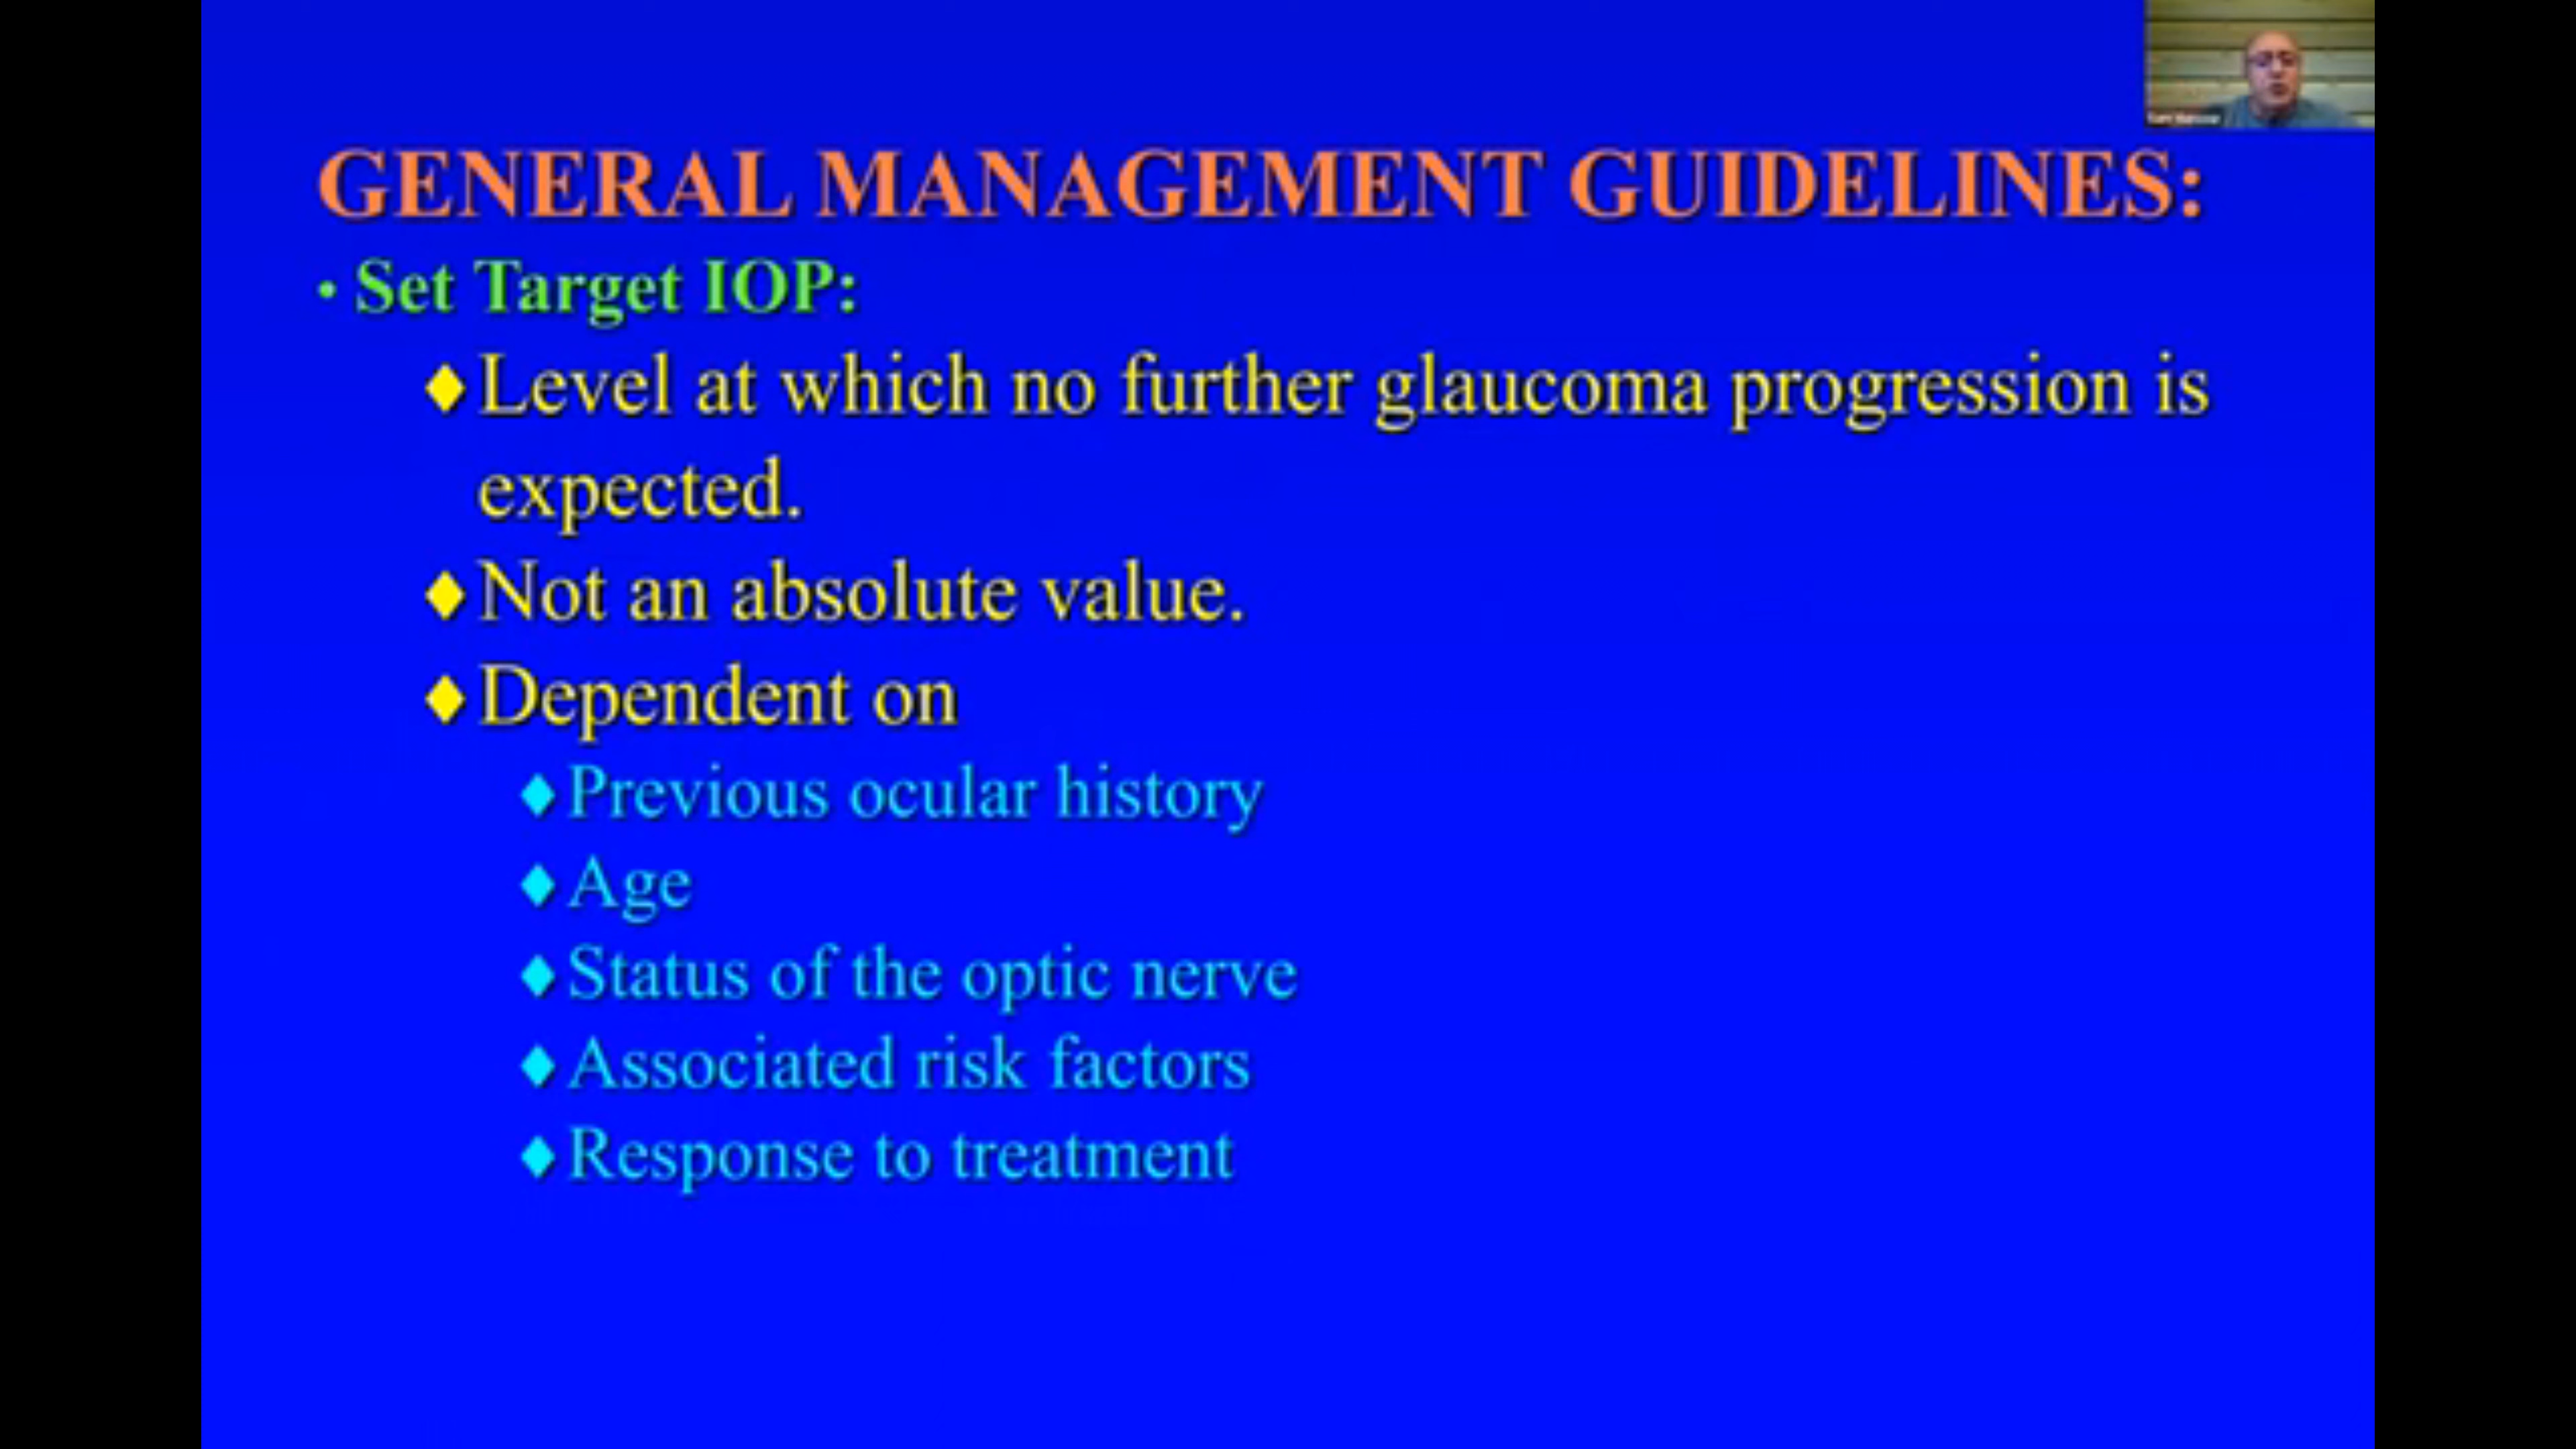 GENERAL MANAGEMENT GUIDELINES:
• Set Target IOP:
♦ Level at which no further glaucoma progression is
expected.
♦ Not an absolute value.
♦ Dependent on
♦ Previous ocular history
♦ Age
♦ Status of the optic nerve
♦ Associated risk factors
♦ Response to treatment